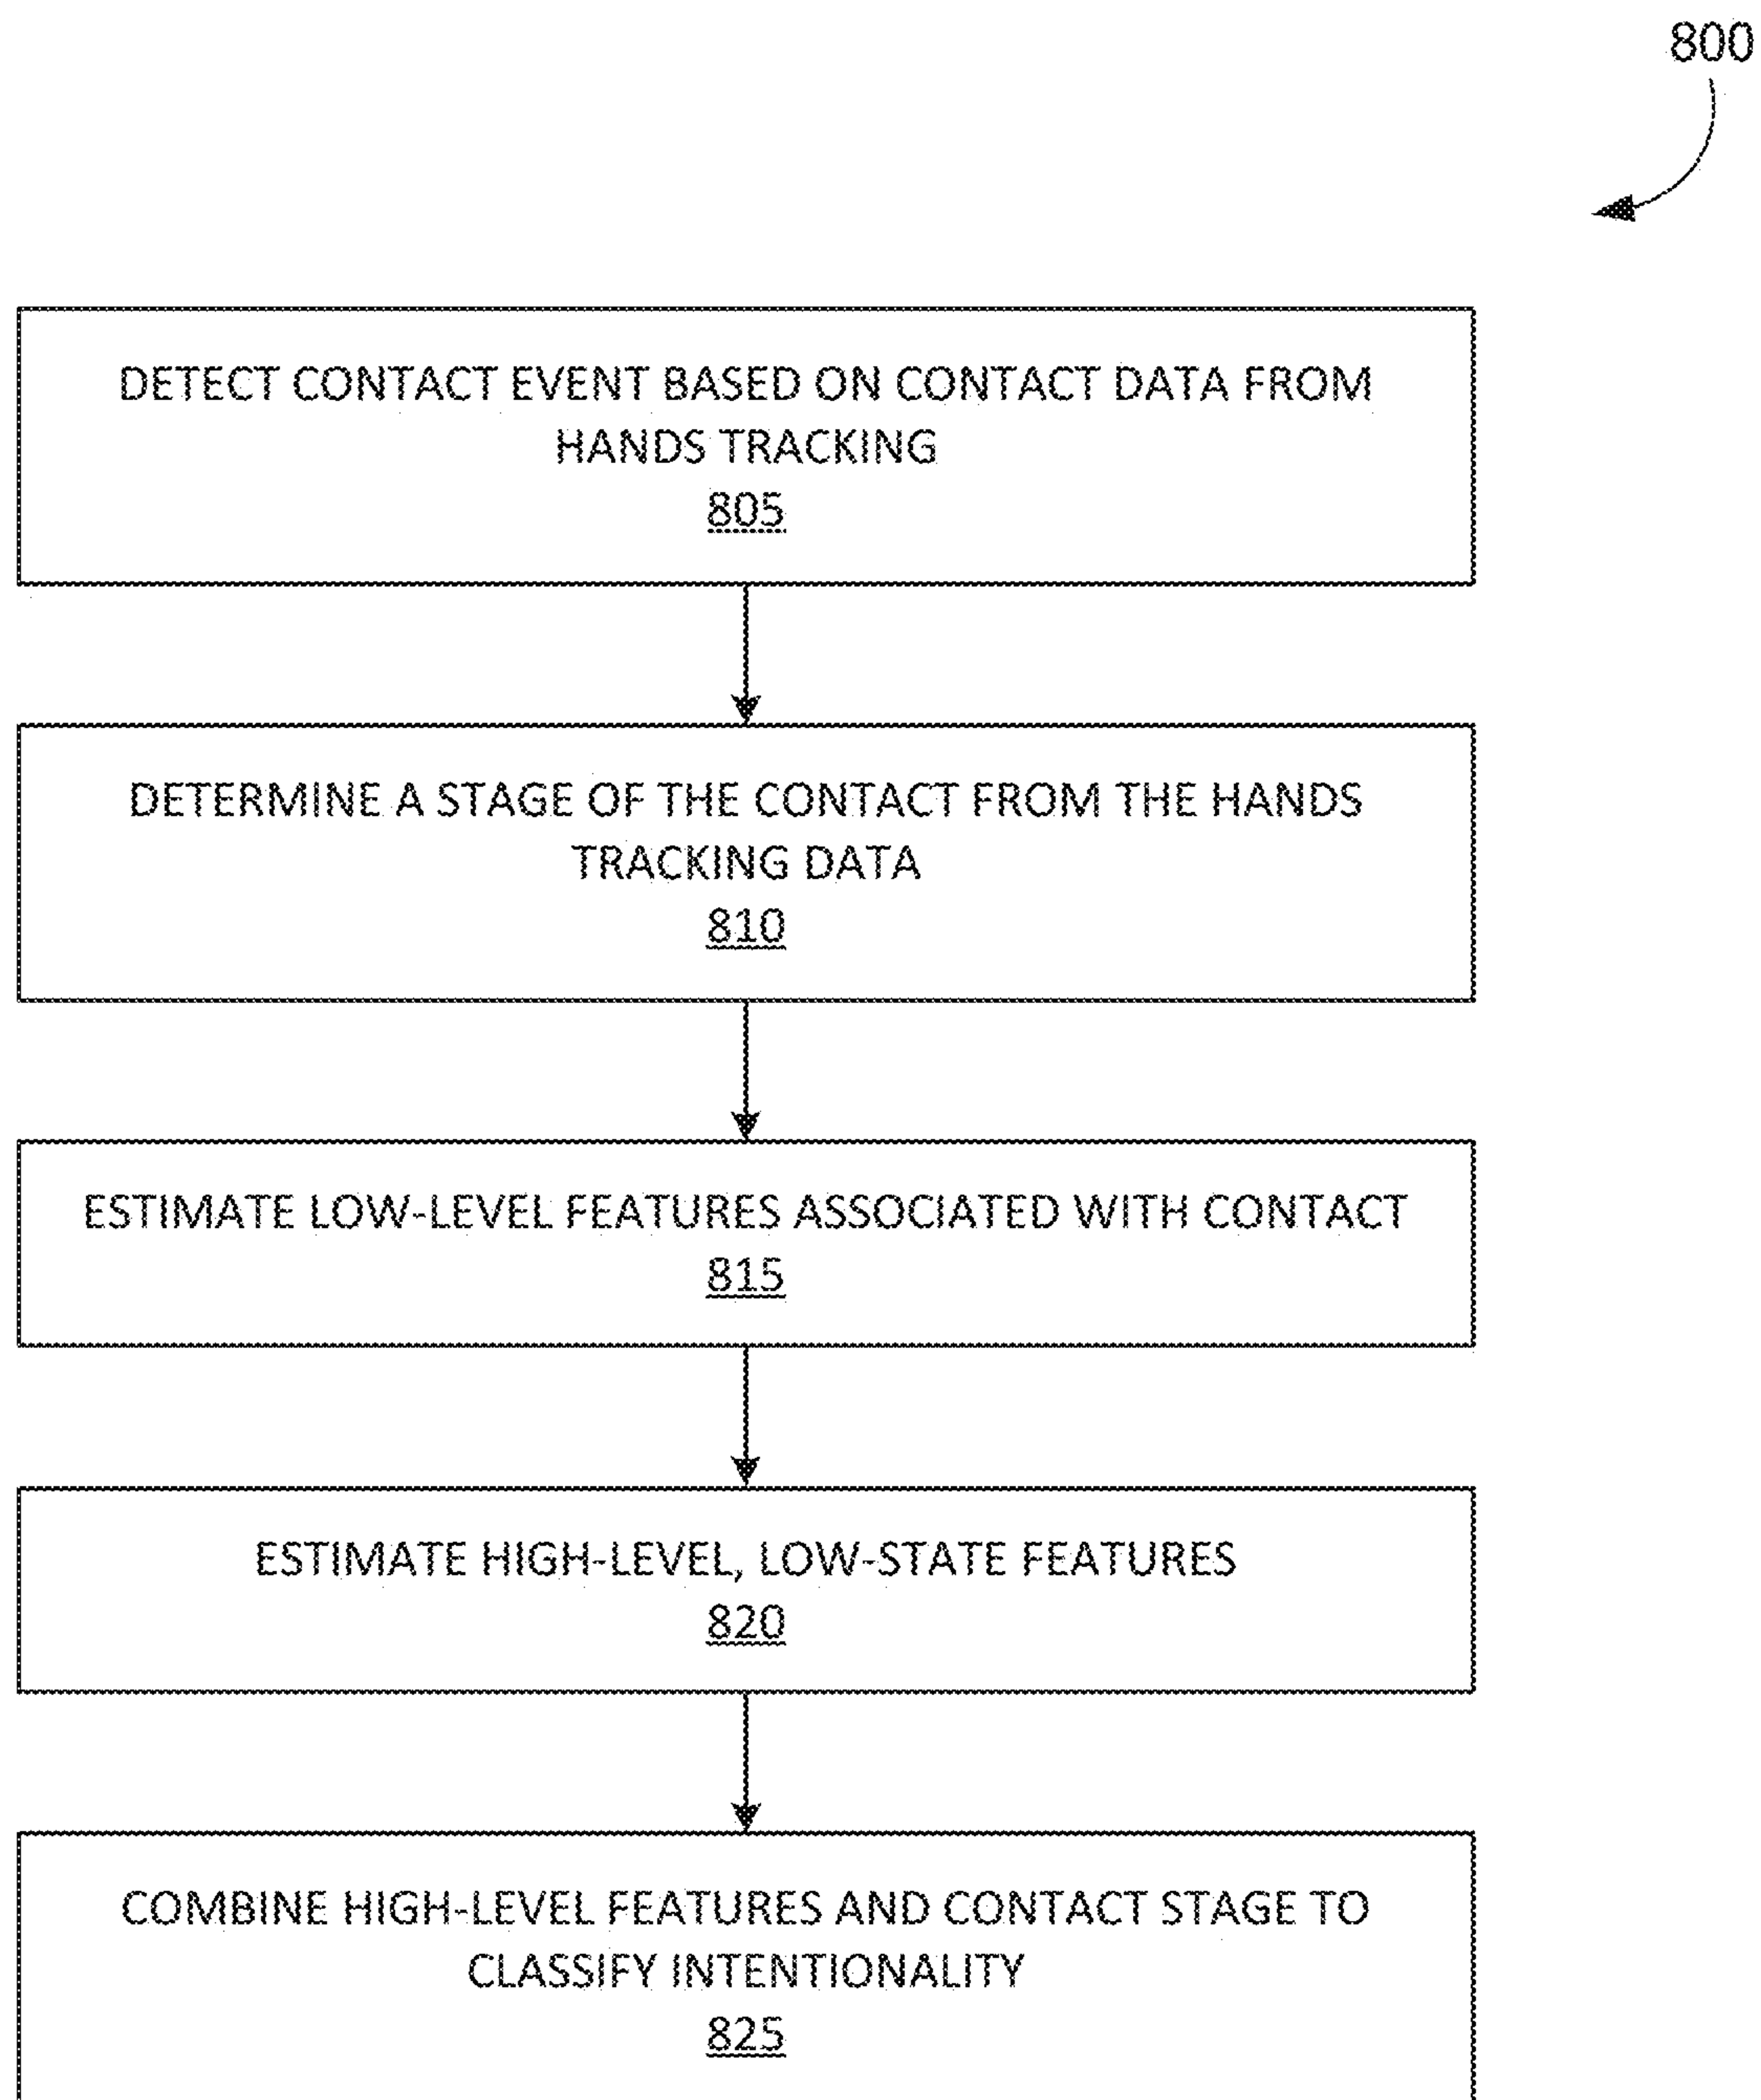 800
DETECT CONTACT EVENT BASED ON CONTACT DATA FROM
HANDS TRACKING
805
DETERMINE A STAGE OF THE CONTACT FROM THE HANDS
TRACKING DATA
810
ESTIMATE LOW-LEVEL FEATURES ASSOCIATED WITH CONTACT
815
ESTIMATE HIGH-LEVEL, LOW-STATE FEATURES
820
COMBINE HIGH-LEVEL FEATURES AND CONTACT STAGE TO
CLASSIFY INTENTIONALITY
825